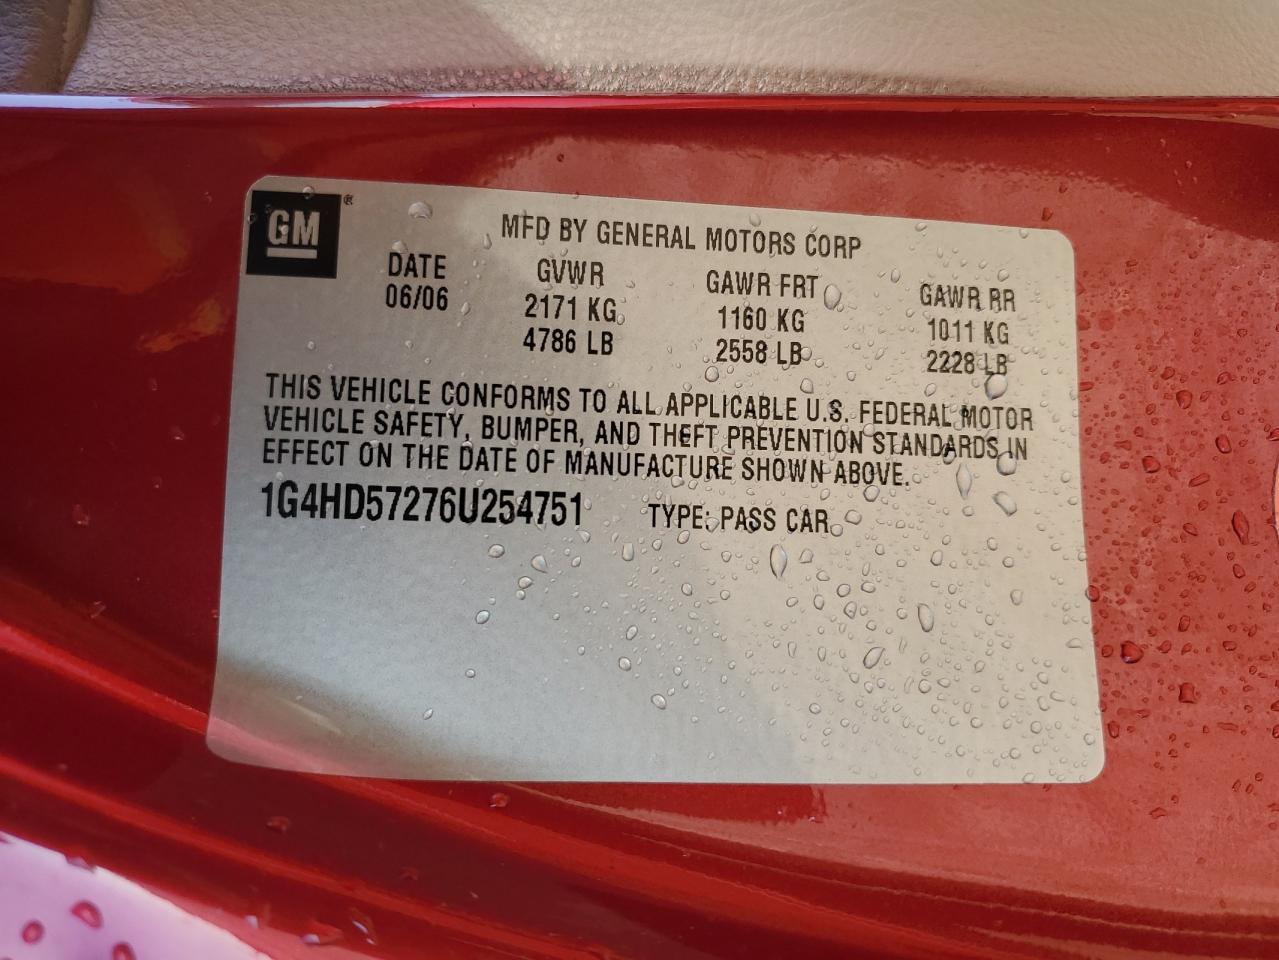 GM®
MFD BY GENERAL MOTORS CORP
DATE GVWR GAWR FRT GAWR RR
06/06 2171 KG 1160 KG 1011 KG
4786 LB 2558 LB 2228 LB
THIS VEHICLE CONFORMS TO ALL APPLICABLE U.S. FEDERAL MOTOR
VEHICLE SAFETY, BUMPER, AND THEFT PREVENTION STANDARDS IN
EFFECT ON THE DATE OF MANUFACTURE SHOWN ABOVE.
1G4HD57276U254751 TYPE: PASS CAR